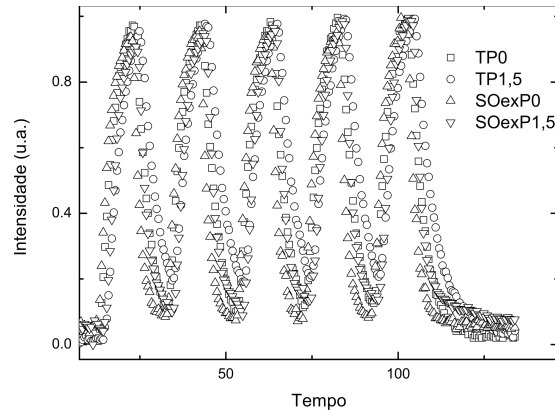 TP0
TP1,5
SOexP0
SOexP1,5
Intensidade (u.a.)
0.8
0.4
0.0
50
100
Tempo